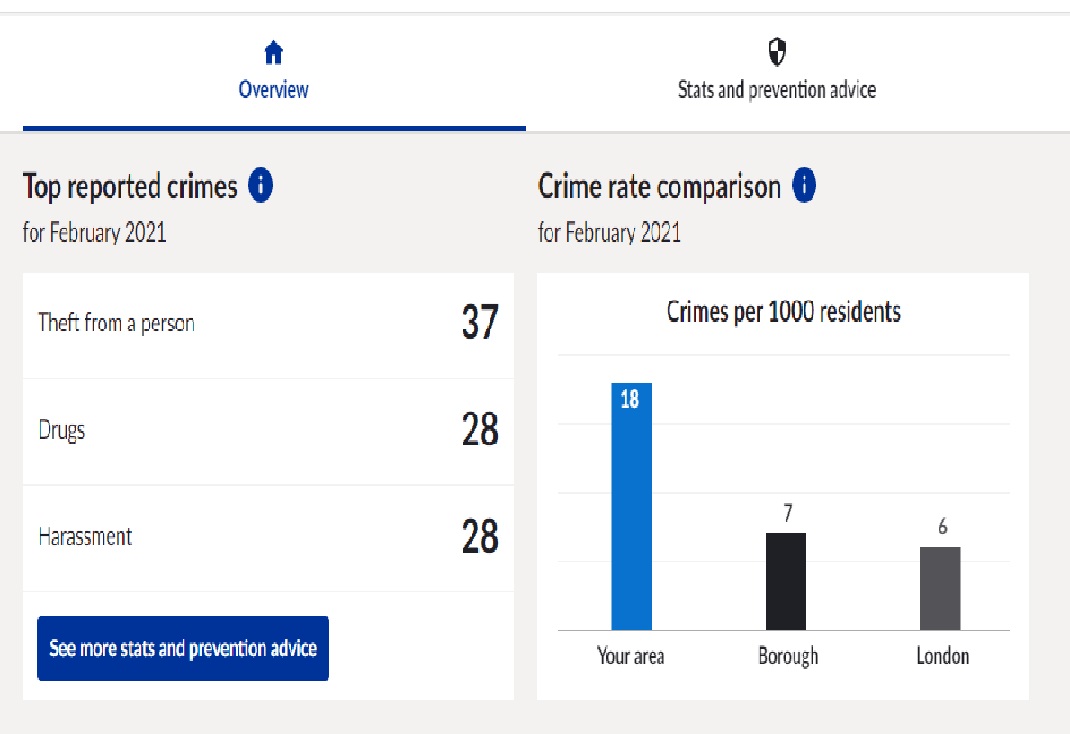 Overview
Stats and prevention advice
Top reported crimes i
for February 2021
Theft from a person 37
Drugs 28
Harassment 28
See more stats and prevention advice
Crime rate comparison i
for February 2021
Crimes per 1000 residents
18
7
6
Your area Borough London